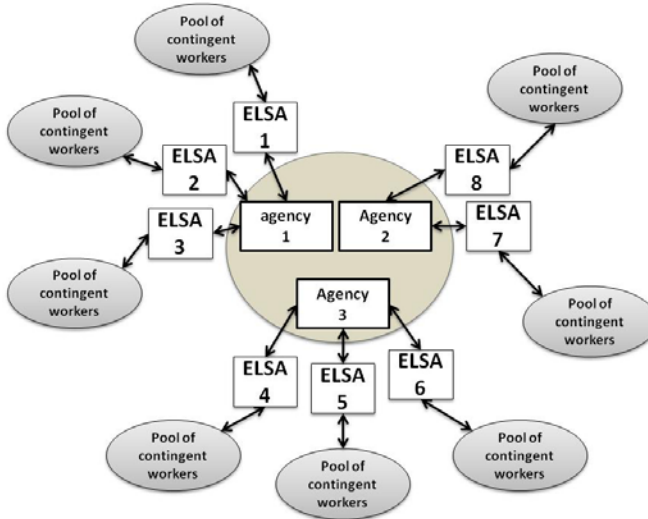 Pool of
contingent
workers
Pool of
contingent
workers
Pool of
contingent
workers
ELSA
1
ELSA
2
ELSA
8
ELSA
3
agency
1
Agency
2
ELSA
7
Pool of
contingent
workers
Agency
3
Pool of
contingent
workers
ELSA
4
ELSA
5
ELSA
6
Pool of
contingent
workers
Pool of
contingent
workers
Pool of
contingent
workers